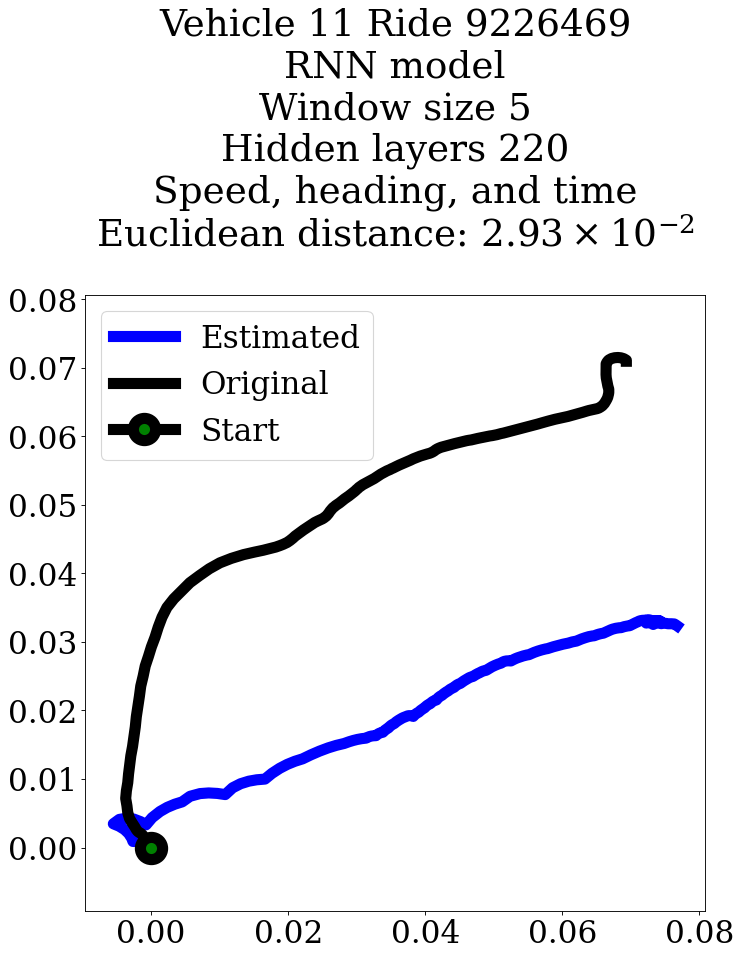 Vehicle 11 Ride 9226469
RNN model
Window size 5
Hidden layers 220
Speed, heading, and time
Euclidean distance: 2.93 × 10⁻²
0.08
0.07
0.06
0.05
0.04
0.03
0.02
0.01
0.00
Estimated
Original
Start
0.00 0.02 0.04 0.06 0.08